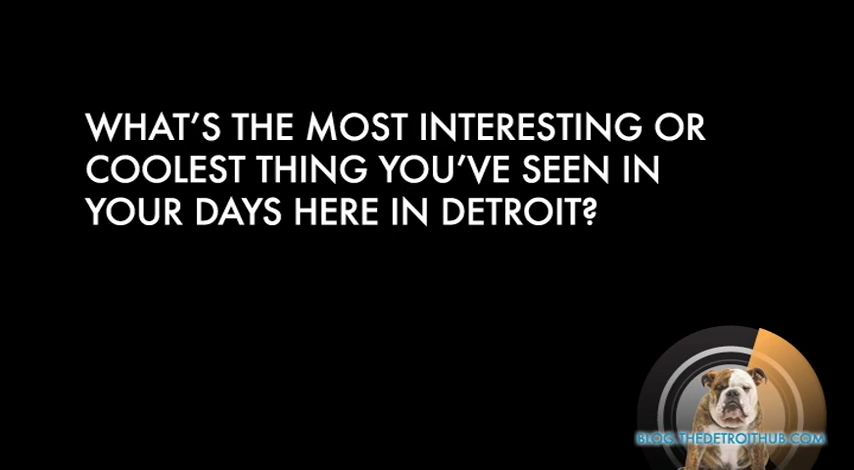 WHAT’S THE MOST INTERESTING OR
COOLEST THING YOU’VE SEEN IN
YOUR DAYS HERE IN DETROIT?
BLOG.THEDETROITHUB.COM